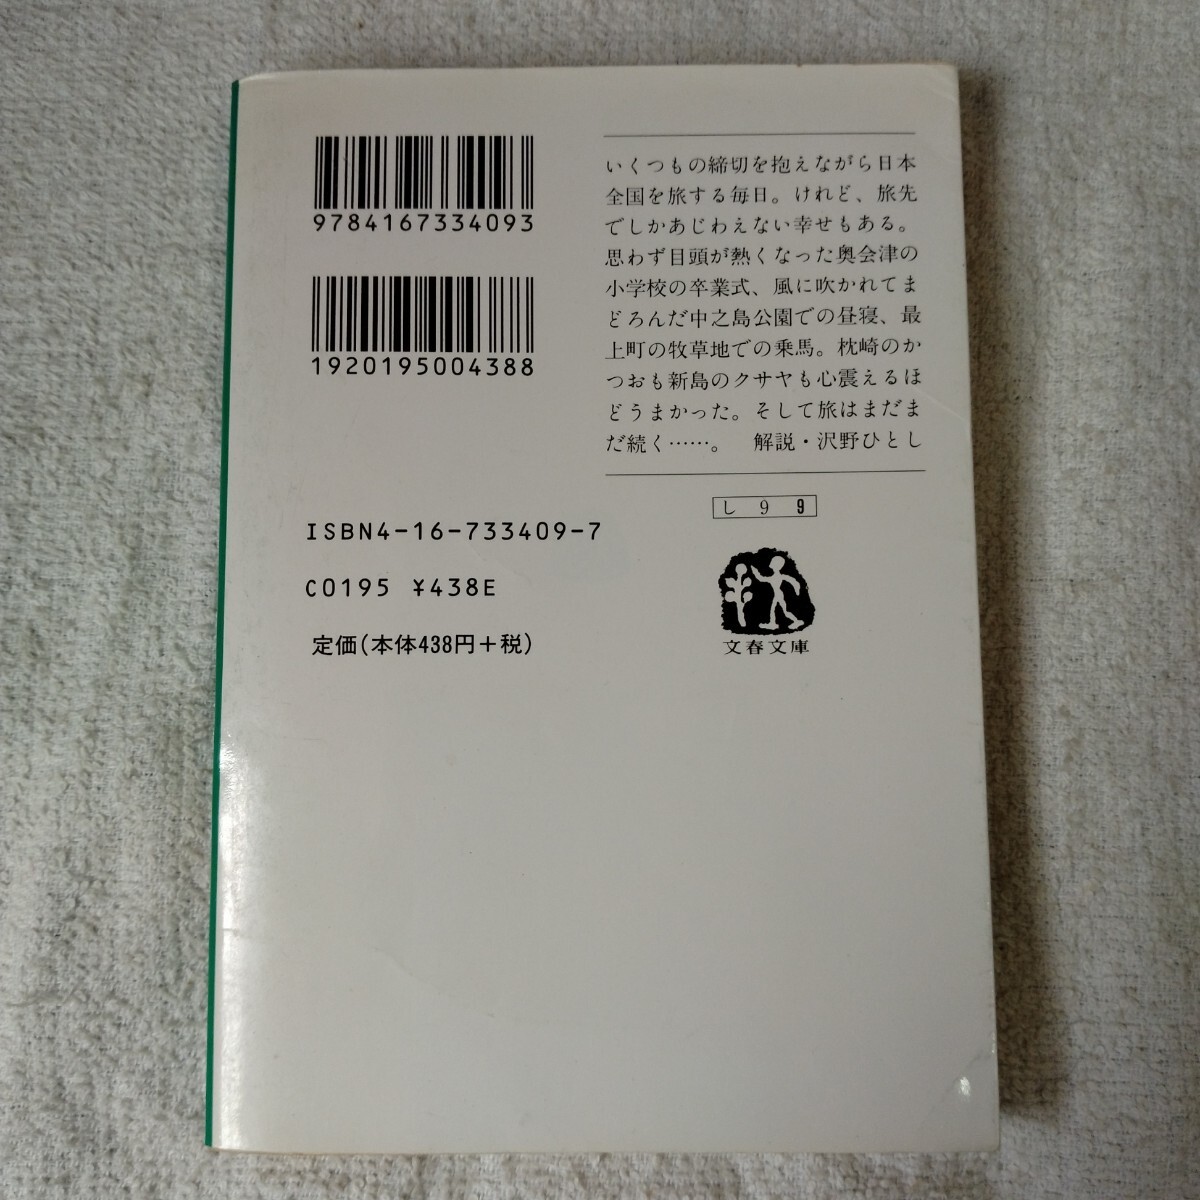 9784167334093
1920195004388
いくつもの締切を抱えながら日本
全国を旅する毎日。けれど、旅先
でしかあじわえない幸せもある。
思わず目頭が熱くなった奥会津の
小学校の卒業式、風に吹かれてま
どろんだ中之島公園での昼寝、最
上町の牧草地での乗馬。枕崎のか
つおも新島のクサヤも心震えるほ
どうまかった。そして旅はまだま
だ続く……。　解説・沢野ひとし
し 9 9
ISBN4-16-733409-7
C0195 ¥438E
定価(本体438円+税)
文春文庫